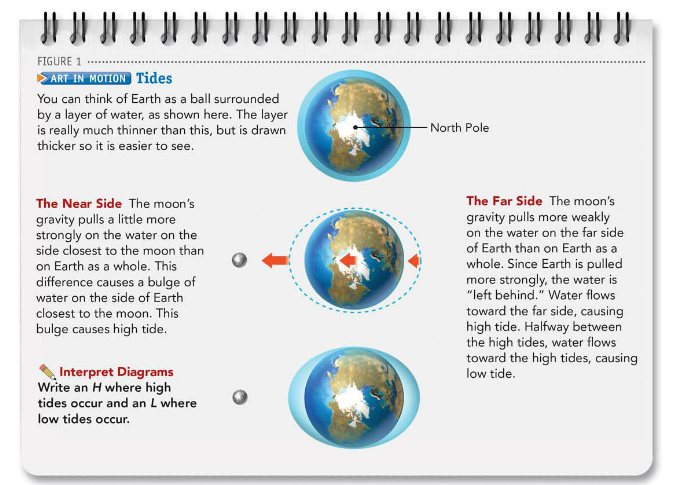 FIGURE 1
ART IN MOTION Tides
You can think of Earth as a ball surrounded
by a layer of water, as shown here. The layer
is really much thinner than this, but is drawn
thicker so it is easier to see.
North Pole
The Near Side The moon's
gravity pulls a little more
strongly on the water on the
side closest to the moon than
on Earth as a whole. This
difference causes a bulge of
water on the side of Earth
closest to the moon. This
bulge causes high tide.
The Far Side The moon's
gravity pulls more weakly
on the water on the far side
of Earth than on Earth as a
whole. Since Earth is pulled
more strongly, the water is
"left behind." Water flows
toward the far side, causing
high tide. Halfway between
the high tides, water flows
toward the high tides, causing
low tide.
Interpret Diagrams
Write an H where high
tides occur and an L where
low tides occur.